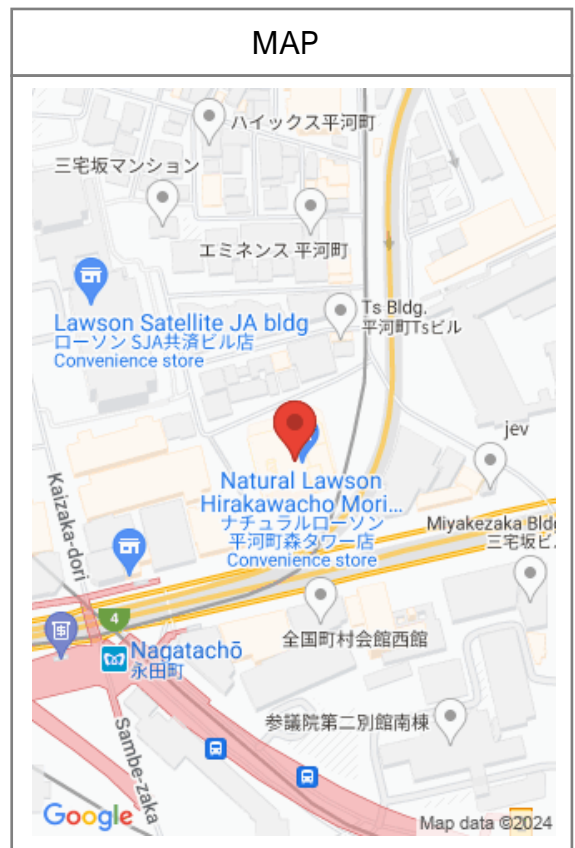 MAP
ハイックス平河町
三宅坂マンション
エミネンス 平河町
Ts Bldg.
平河町Tsビル
Lawson Satellite JA bldg
ローソン SJA共済ビル店
Convenience store
jev
Natural Lawson
Hirakawacho Mori...
ナチュラルローソン
平河町森タワー店
Convenience store
Kaizaka-dori
Miyakezaka Bld
三宅坂ビ
4
全国町村会館西館
Nagatachō
永田町
参議院第二別館南棟
Sambe-zaka
Google
Map data ©2024